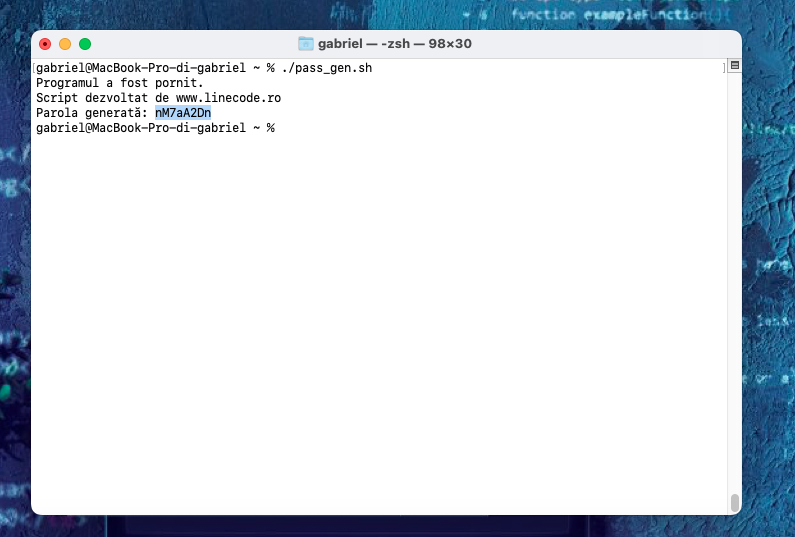 function exampleFunction(){
gabriel — -zsh — 98×30
[gabriel@MacBook-Pro-di-gabriel ~ % ./pass_gen.sh ]
Programul a fost pornit.
Script dezvoltat de www.linecode.ro
Parola generată: nM7aA2Dn
gabriel@MacBook-Pro-di-gabriel ~ %